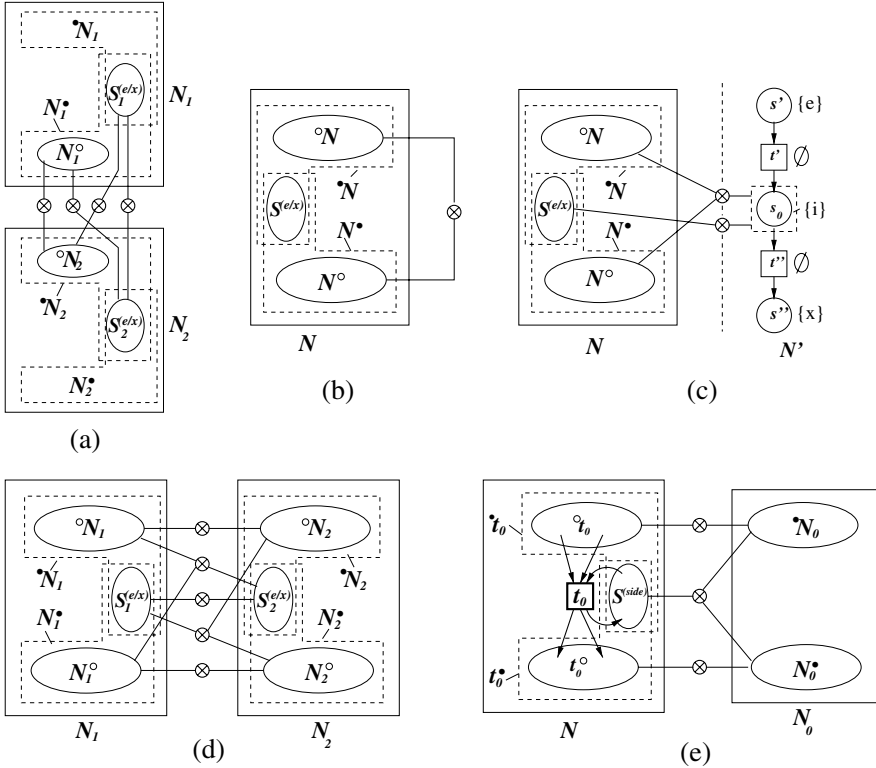 •N₁
S₁^(e/x)
N₁
N₁•
N₁°
⊗ ⊗ ⊗ ⊗
°N₂
•N₂
S₂^(e/x)
N₂
N₂•
(a)
°N
•N
S^(e/x)
N•
N°
⊗
N
(b)
°N
•N
S^(e/x)
N•
N°
⊗
⊗
N
s' {e}
t' ∅
s₀ {i}
t'' ∅
s'' {x}
N'
(c)
°N₁ ⊗ °N₂
⊗
•N₁ •N₂
S₁^(e/x) ⊗ S₂^(e/x)
N₁• N₂•
⊗
N₁° ⊗ N₂°
N₁ N₂
(d)
•t₀ °t₀ ⊗ •N₀
t₀ S^(side) ⊗
t₀• t₀° ⊗ N₀•
N N₀
(e)